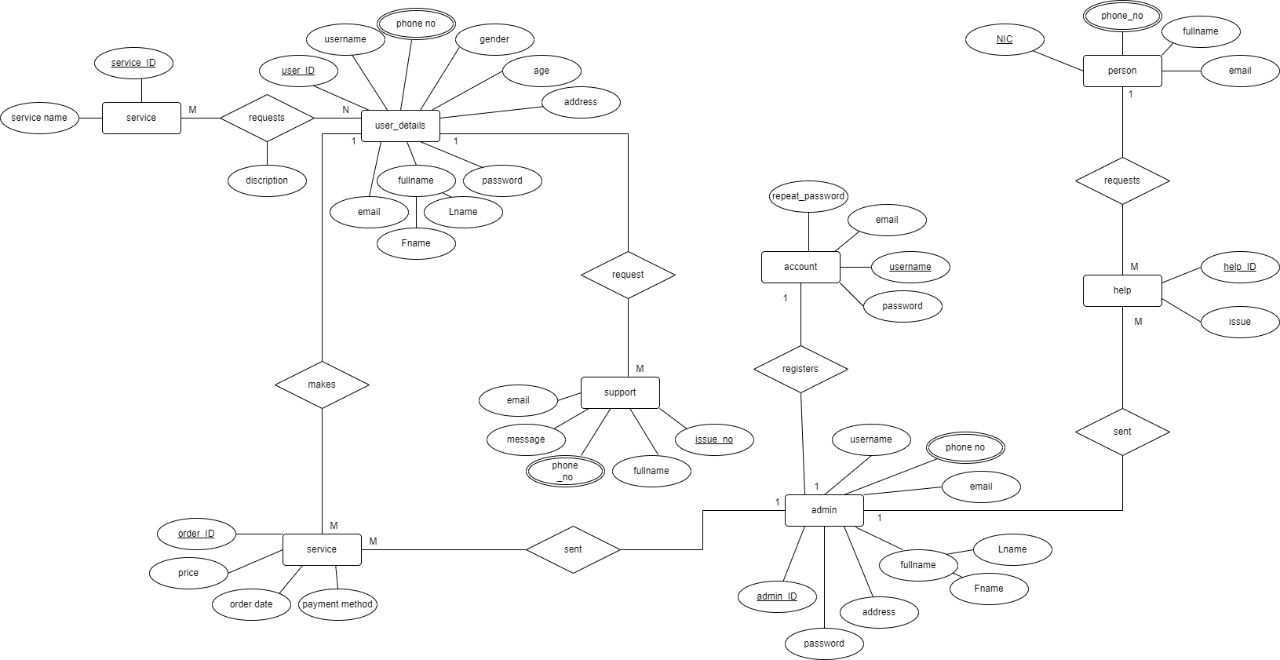 phone no
phone_no
username
gender
fullname
NIC
service_ID
user_ID
age
person
email
address
1
M
N
service name
service
requests
user_details
1
1
discription
fullname
password
requests
repeat_password
email
Lname
email
Fname
account
username
M
help_ID
request
help
1
password
M
issue
registers
M
makes
support
email
sent
message
issue_no
username
phone no
phone
_no
fullname
email
1
1
admin
1
M
order_ID
M
service
sent
Lname
price
fullname
Fname
order date
payment method
admin_ID
address
password